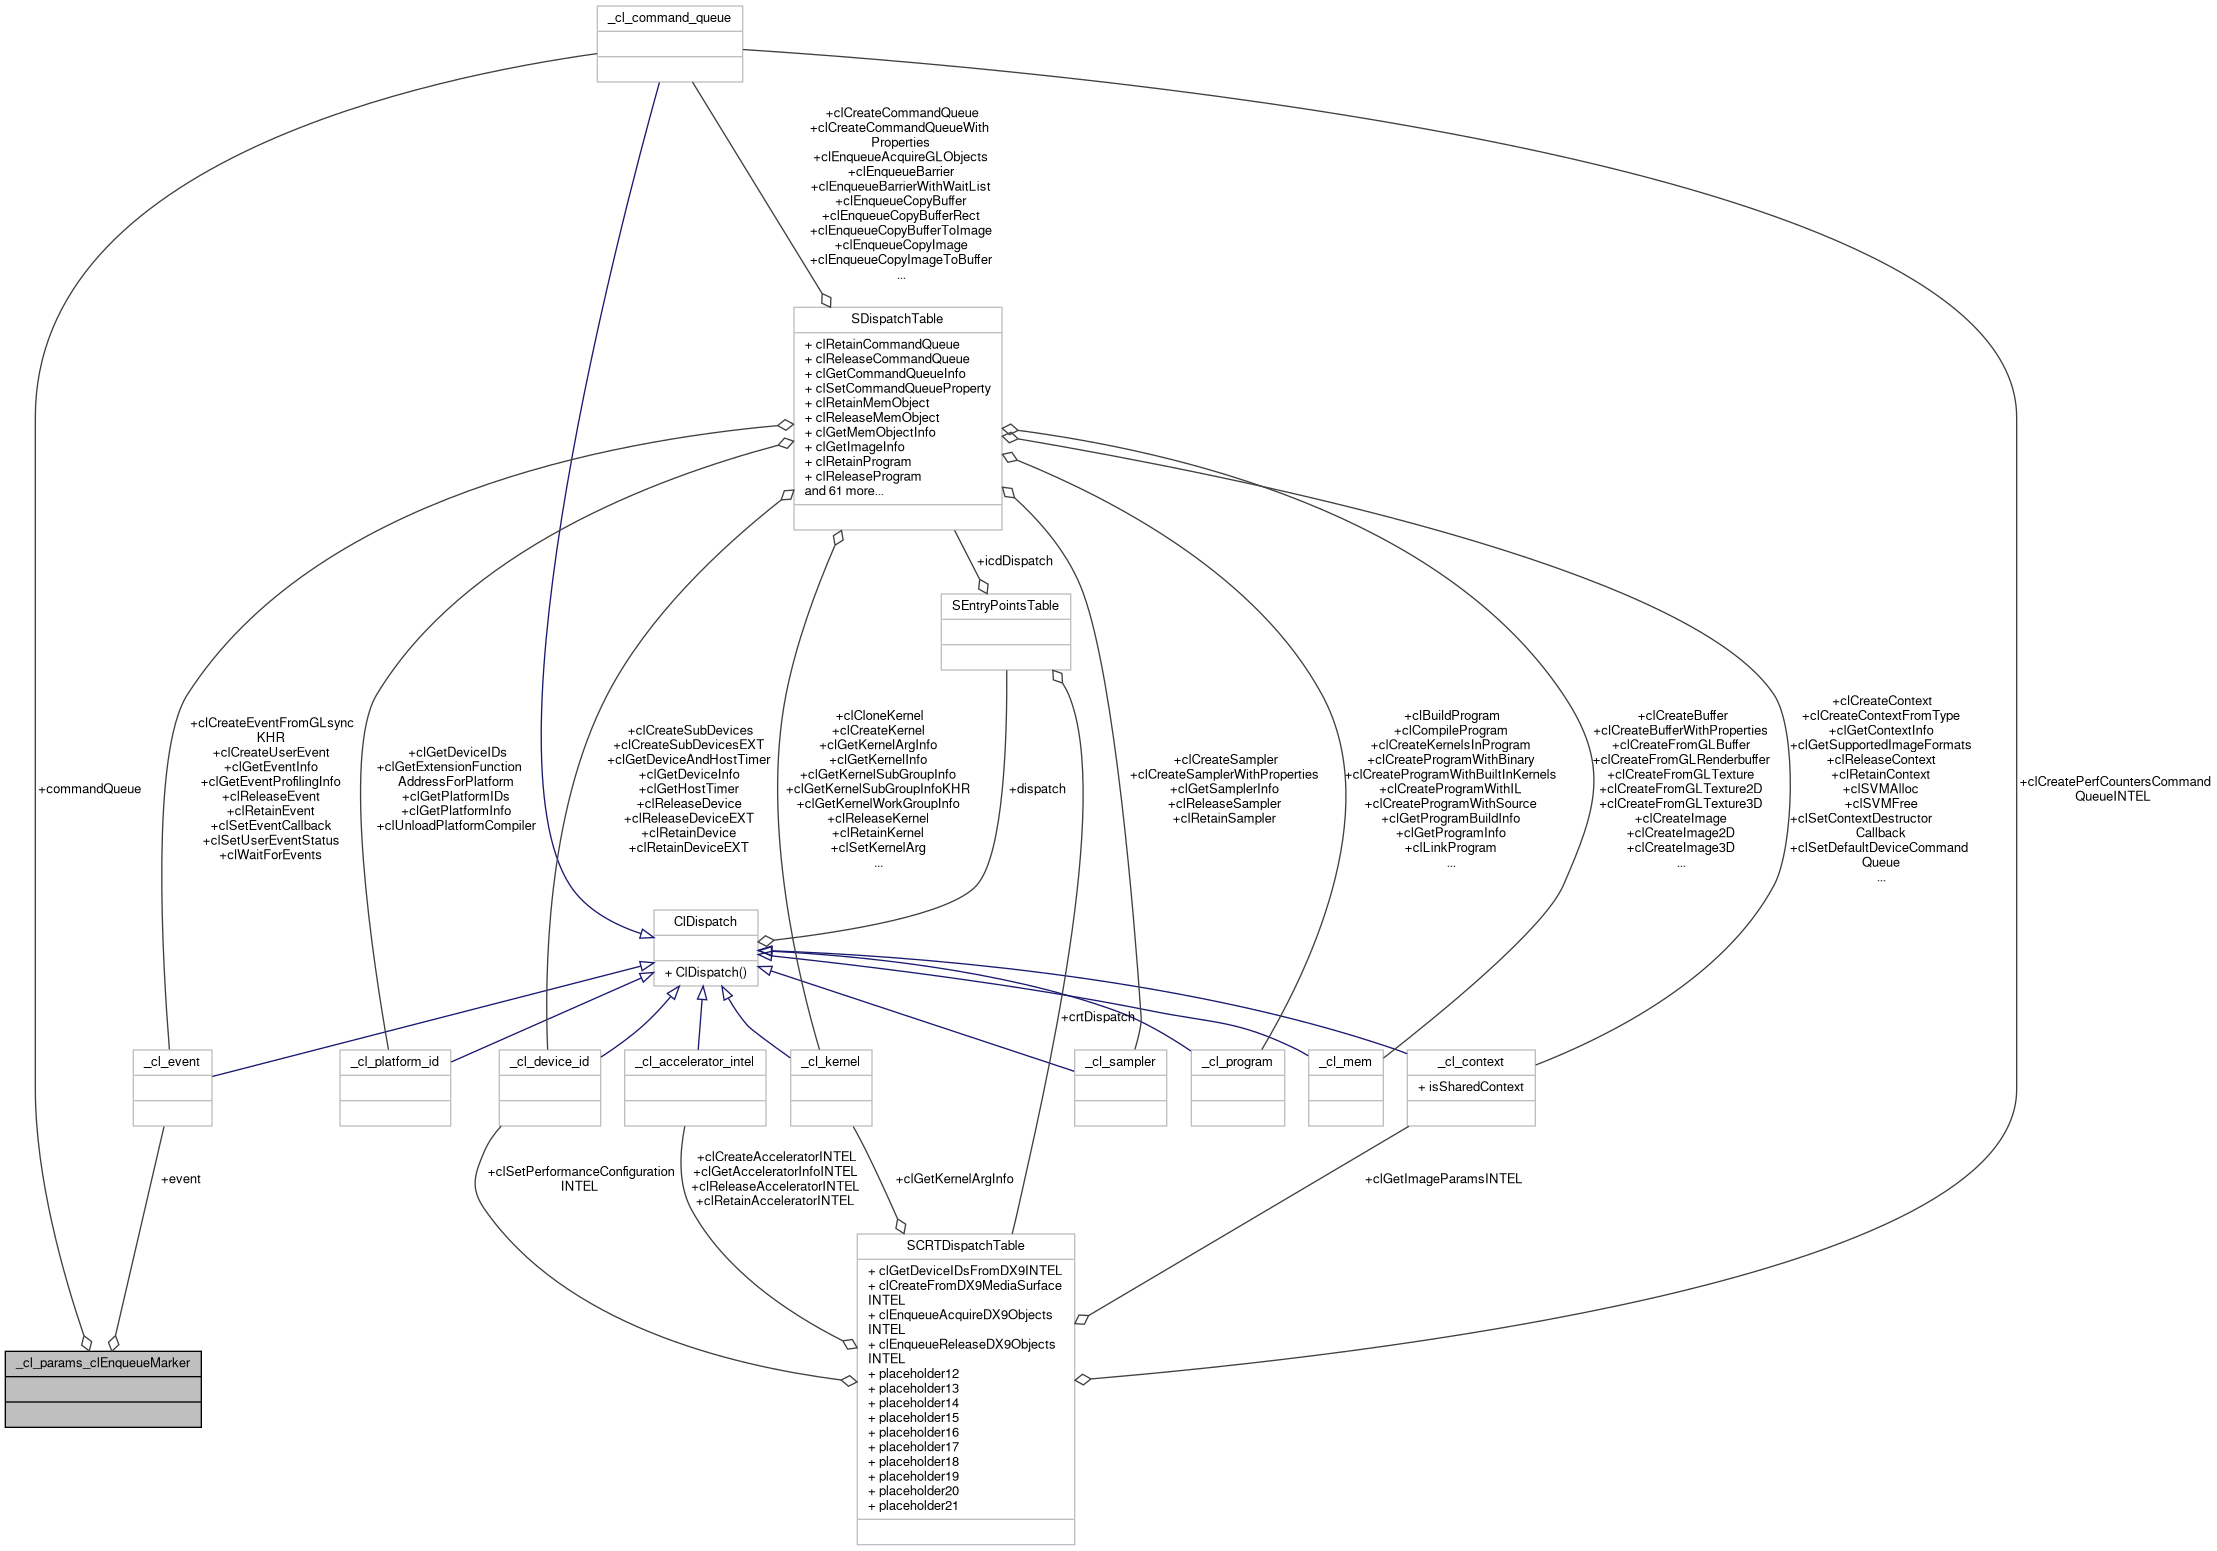 _cl_command_queue
+clCreateCommandQueue
+clCreateCommandQueueWith
Properties
+clEnqueueAcquireGLObjects
+clEnqueueBarrier
+clEnqueueBarrierWithWaitList
+clEnqueueCopyBuffer
+clEnqueueCopyBufferRect
+clEnqueueCopyBufferToImage
+clEnqueueCopyImage
+clEnqueueCopyImageToBuffer
...
SDispatchTable
+ clRetainCommandQueue
+ clReleaseCommandQueue
+ clGetCommandQueueInfo
+ clSetCommandQueueProperty
+ clRetainMemObject
+ clReleaseMemObject
+ clGetMemObjectInfo
+ clGetImageInfo
+ clRetainProgram
+ clReleaseProgram
and 61 more...
+icdDispatch
SEntryPointsTable
+commandQueue
+clCreateEventFromGLsync
KHR
+clCreateUserEvent
+clGetEventInfo
+clGetEventProfilingInfo
+clReleaseEvent
+clRetainEvent
+clSetEventCallback
+clSetUserEventStatus
+clWaitForEvents
+clGetDeviceIDs
+clGetExtensionFunction
AddressForPlatform
+clGetPlatformIDs
+clGetPlatformInfo
+clUnloadPlatformCompiler
+clCreateSubDevices
+clCreateSubDevicesEXT
+clGetDeviceAndHostTimer
+clGetDeviceInfo
+clGetHostTimer
+clReleaseDevice
+clReleaseDeviceEXT
+clRetainDevice
+clRetainDeviceEXT
+clCloneKernel
+clCreateKernel
+clGetKernelArgInfo
+clGetKernelInfo
+clGetKernelSubGroupInfo
+clGetKernelSubGroupInfoKHR
+clGetKernelWorkGroupInfo
+clReleaseKernel
+clRetainKernel
+clSetKernelArg
...
+dispatch
+clCreateSampler
+clCreateSamplerWithProperties
+clGetSamplerInfo
+clReleaseSampler
+clRetainSampler
+clBuildProgram
+clCompileProgram
+clCreateKernelsInProgram
+clCreateProgramWithBinary
+clCreateProgramWithBuiltInKernels
+clCreateProgramWithIL
+clCreateProgramWithSource
+clGetProgramBuildInfo
+clGetProgramInfo
+clLinkProgram
...
+clCreateBuffer
+clCreateBufferWithProperties
+clCreateFromGLBuffer
+clCreateFromGLRenderbuffer
+clCreateFromGLTexture
+clCreateFromGLTexture2D
+clCreateFromGLTexture3D
+clCreateImage
+clCreateImage2D
+clCreateImage3D
...
+clCreateContext
+clCreateContextFromType
+clGetContextInfo
+clGetSupportedImageFormats
+clReleaseContext
+clRetainContext
+clSVMAlloc
+clSVMFree
+clSetContextDestructor
Callback
+clSetDefaultDeviceCommand
Queue
...
+clCreatePerfCountersCommand
QueueINTEL
ClDispatch
+ ClDispatch()
+crtDispatch
_cl_event
_cl_platform_id
_cl_device_id
_cl_accelerator_intel
_cl_kernel
_cl_sampler
_cl_program
_cl_mem
_cl_context
+ isSharedContext
+event
+clSetPerformanceConfiguration
INTEL
+clCreateAcceleratorINTEL
+clGetAcceleratorInfoINTEL
+clReleaseAcceleratorINTEL
+clRetainAcceleratorINTEL
+clGetKernelArgInfo
+clGetImageParamsINTEL
SCRTDispatchTable
+ clGetDeviceIDsFromDX9INTEL
+ clCreateFromDX9MediaSurface
INTEL
+ clEnqueueAcquireDX9Objects
INTEL
+ clEnqueueReleaseDX9Objects
INTEL
+ placeholder12
+ placeholder13
+ placeholder14
+ placeholder15
+ placeholder16
+ placeholder17
+ placeholder18
+ placeholder19
+ placeholder20
+ placeholder21
_cl_params_clEnqueueMarker